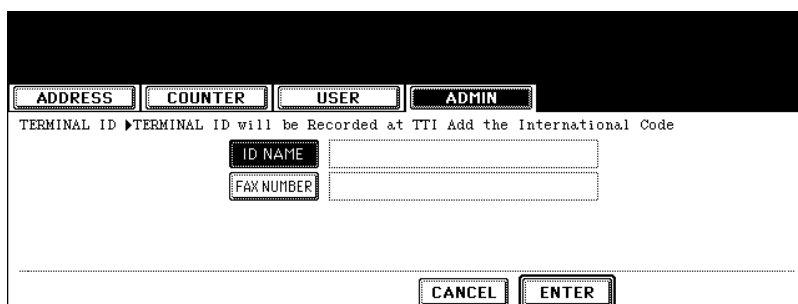 ADDRESS COUNTER USER ADMIN
TERMINAL ID ▶TERMINAL ID will be Recorded at TTI Add the International Code
ID NAME
FAX NUMBER
CANCEL ENTER